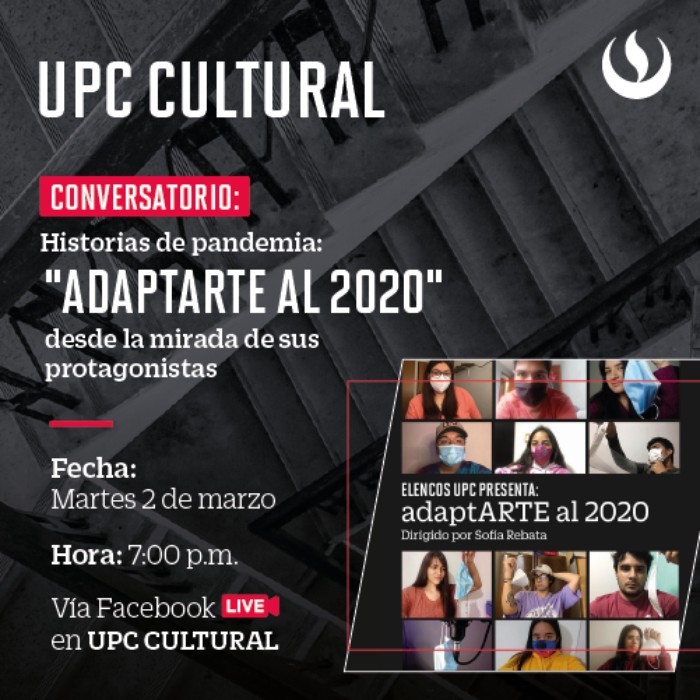 UPC CULTURAL
CONVERSATORIO:
Historias de pandemia:
"ADAPTARTE AL 2020"
desde la mirada de sus
protagonistas
Fecha:
Martes 2 de marzo
Hora: 7:00 p.m.
Vía Facebook LIVE
en UPC CULTURAL
ELENCOS UPC PRESENTA:
adaptARTE al 2020
Dirigido por Sofía Rebata